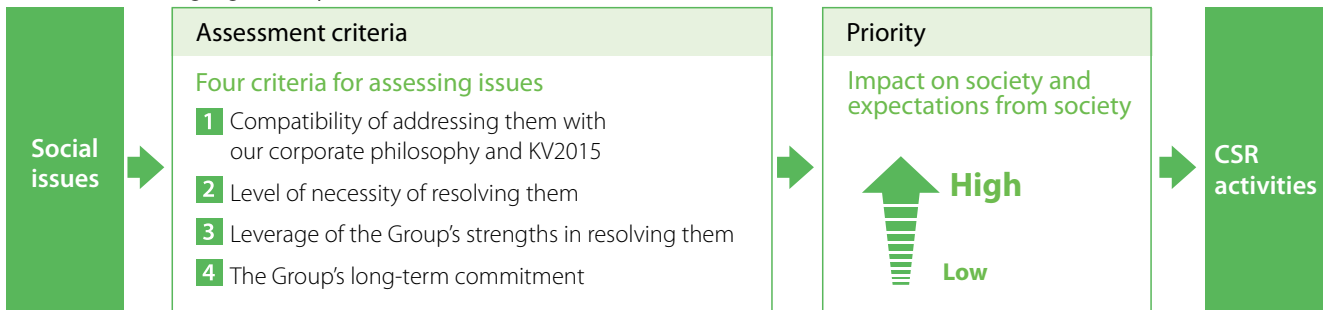 Social
issues
Assessment criteria
Four criteria for assessing issues
1 Compatibility of addressing them with
our corporate philosophy and KV2015
2 Level of necessity of resolving them
3 Leverage of the Group's strengths in resolving them
4 The Group's long-term commitment
Priority
Impact on society and
expectations from society
High
Low
CSR
activities